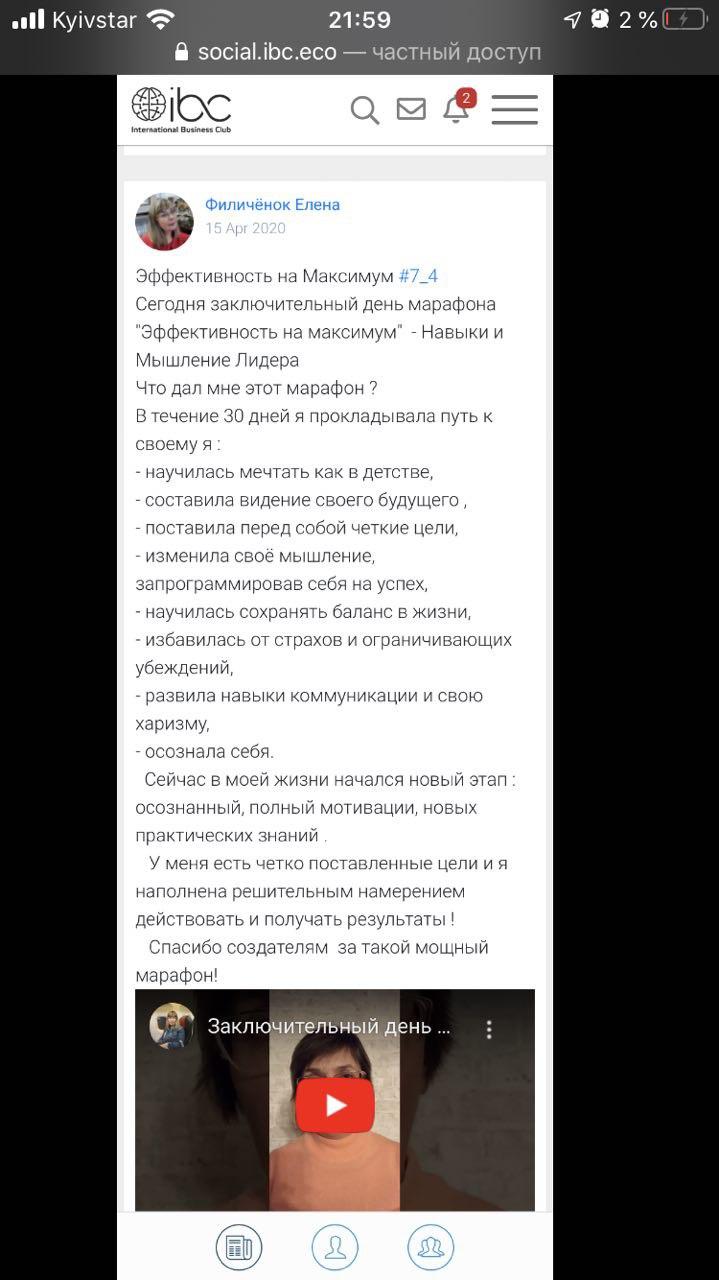 Kyivstar 21:59 2 %
social.ibc.eco — частный доступ
ibc 2
International Business Club
Филичёнок Елена
15 Apr 2020
Эффективность на Максимум #7_4
Сегодня заключительный день марафона
"Эффективность на максимум" - Навыки и
Мышление Лидера
Что дал мне этот марафон ?
В течение 30 дней я прокладывала путь к
своему я :
- научилась мечтать как в детстве,
- составила видение своего будущего ,
- поставила перед собой четкие цели,
- изменила своё мышление,
запрограммировав себя на успех,
- научилась сохранять баланс в жизни,
- избавилась от страхов и ограничивающих
убеждений,
- развила навыки коммуникации и свою
харизму,
- осознала себя.
Сейчас в моей жизни начался новый этап :
осознанный, полный мотивации, новых
практических знаний .
У меня есть четко поставленные цели и я
наполнена решительным намерением
действовать и получать результаты !
Спасибо создателям за такой мощный
марафон!
Заключительный день ...